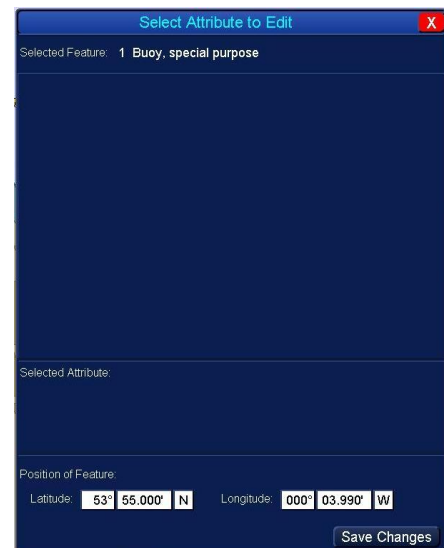 Select Attribute to Edit X
Selected Feature: 1 Buoy, special purpose
Selected Attribute:
Position of Feature:
Latitude: 53° 55.000' N Longitude: 000° 03.990' W
Save Changes